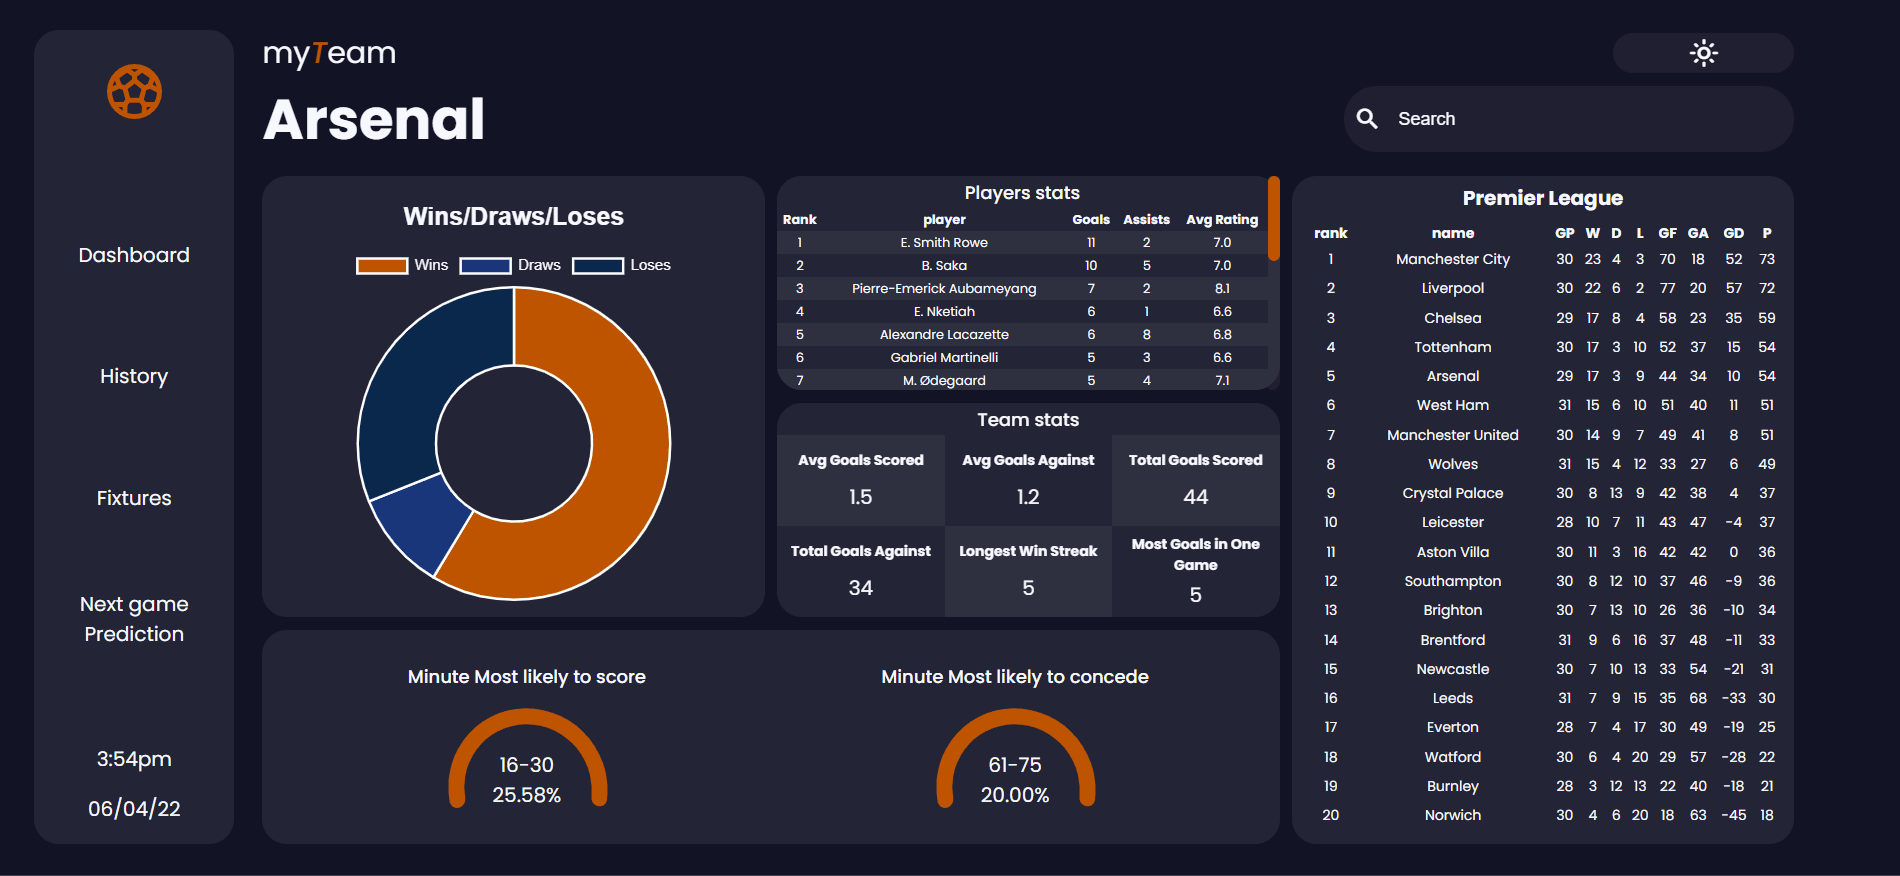 myTeam
Arsenal
Search
Dashboard
History
Fixtures
Next game
Prediction
3:54pm
06/04/22
Wins/Draws/Loses
Wins Draws Loses
Players stats
Rank player Goals Assists Avg Rating
1 E. Smith Rowe 11 2 7.0
2 B. Saka 10 5 7.0
3 Pierre-Emerick Aubameyang 7 2 8.1
4 E. Nketiah 6 1 6.6
5 Alexandre Lacazette 6 8 6.8
6 Gabriel Martinelli 5 3 6.6
7 M. Ødegaard 5 4 7.1
Team stats
Avg Goals Scored Avg Goals Against Total Goals Scored
1.5 1.2 44
Total Goals Against Longest Win Streak Most Goals in One
Game
34 5 5
Minute Most likely to score
16-30
25.58%
Minute Most likely to concede
61-75
20.00%
Premier League
rank name GP W D L GF GA GD P
1 Manchester City 30 23 4 3 70 18 52 73
2 Liverpool 30 22 6 2 77 20 57 72
3 Chelsea 29 17 8 4 58 23 35 59
4 Tottenham 30 17 3 10 52 37 15 54
5 Arsenal 29 17 3 9 44 34 10 54
6 West Ham 31 15 6 10 51 40 11 51
7 Manchester United 30 14 9 7 49 41 8 51
8 Wolves 31 15 4 12 33 27 6 49
9 Crystal Palace 30 8 13 9 42 38 4 37
10 Leicester 28 10 7 11 43 47 -4 37
11 Aston Villa 30 11 3 16 42 42 0 36
12 Southampton 30 8 12 10 37 46 -9 36
13 Brighton 30 7 13 10 26 36 -10 34
14 Brentford 31 9 6 16 37 48 -11 33
15 Newcastle 30 7 10 13 33 54 -21 31
16 Leeds 31 7 9 15 35 68 -33 30
17 Everton 28 7 4 17 30 49 -19 25
18 Watford 30 6 4 20 29 57 -28 22
19 Burnley 28 3 12 13 22 40 -18 21
20 Norwich 30 4 6 20 18 63 -45 18